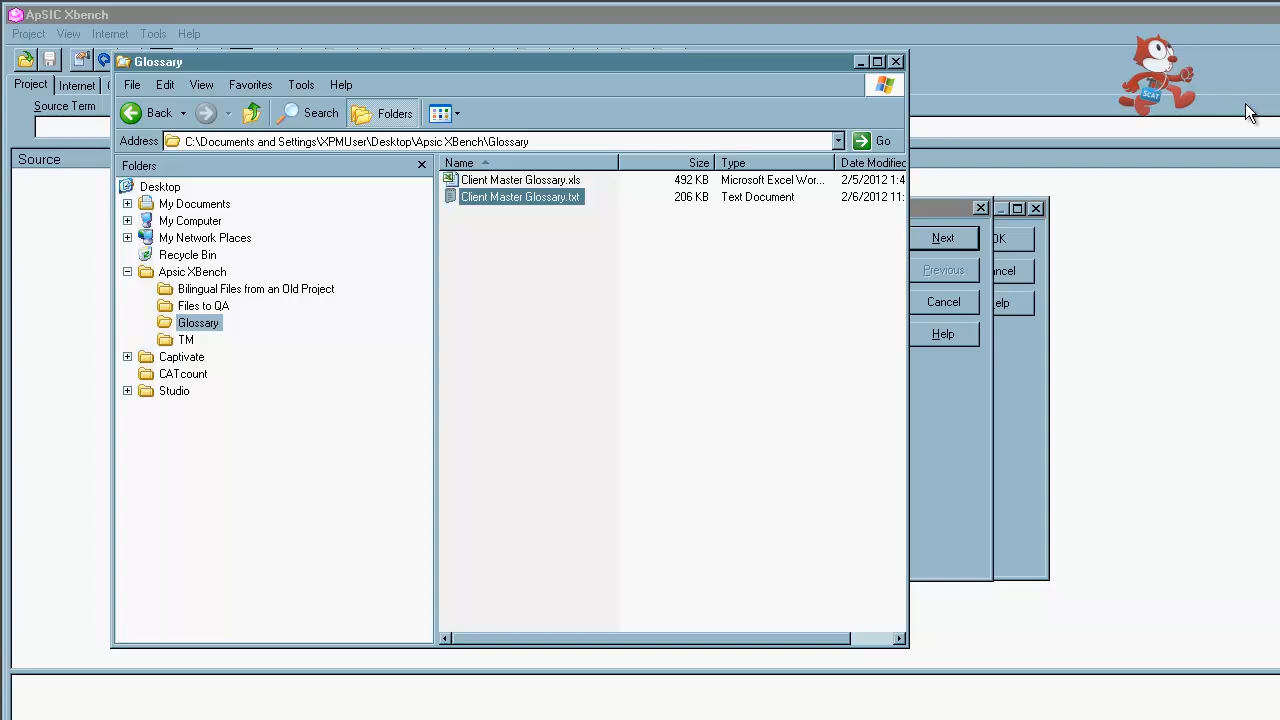 ApSIC Xbench
Project View Internet Tools Help
Project Internet
Source Term
Source
Glossary
File Edit View Favorites Tools Help
Back Search Folders
Address C:\Documents and Settings\XPMUser\Desktop\Apsic XBench\Glossary Go
Folders
Desktop
My Documents
My Computer
My Network Places
Recycle Bin
Apsic XBench
Bilingual Files from an Old Project
Files to QA
Glossary
TM
Captivate
CATcount
Studio
Name Size Type Date Modified
Client Master Glossary.xls 492 KB Microsoft Excel Wor... 2/5/2012 1:4
Client Master Glossary.txt 206 KB Text Document 2/6/2012 11:
Next
Previous
Cancel
Help
OK
ncel
elp
SCAT